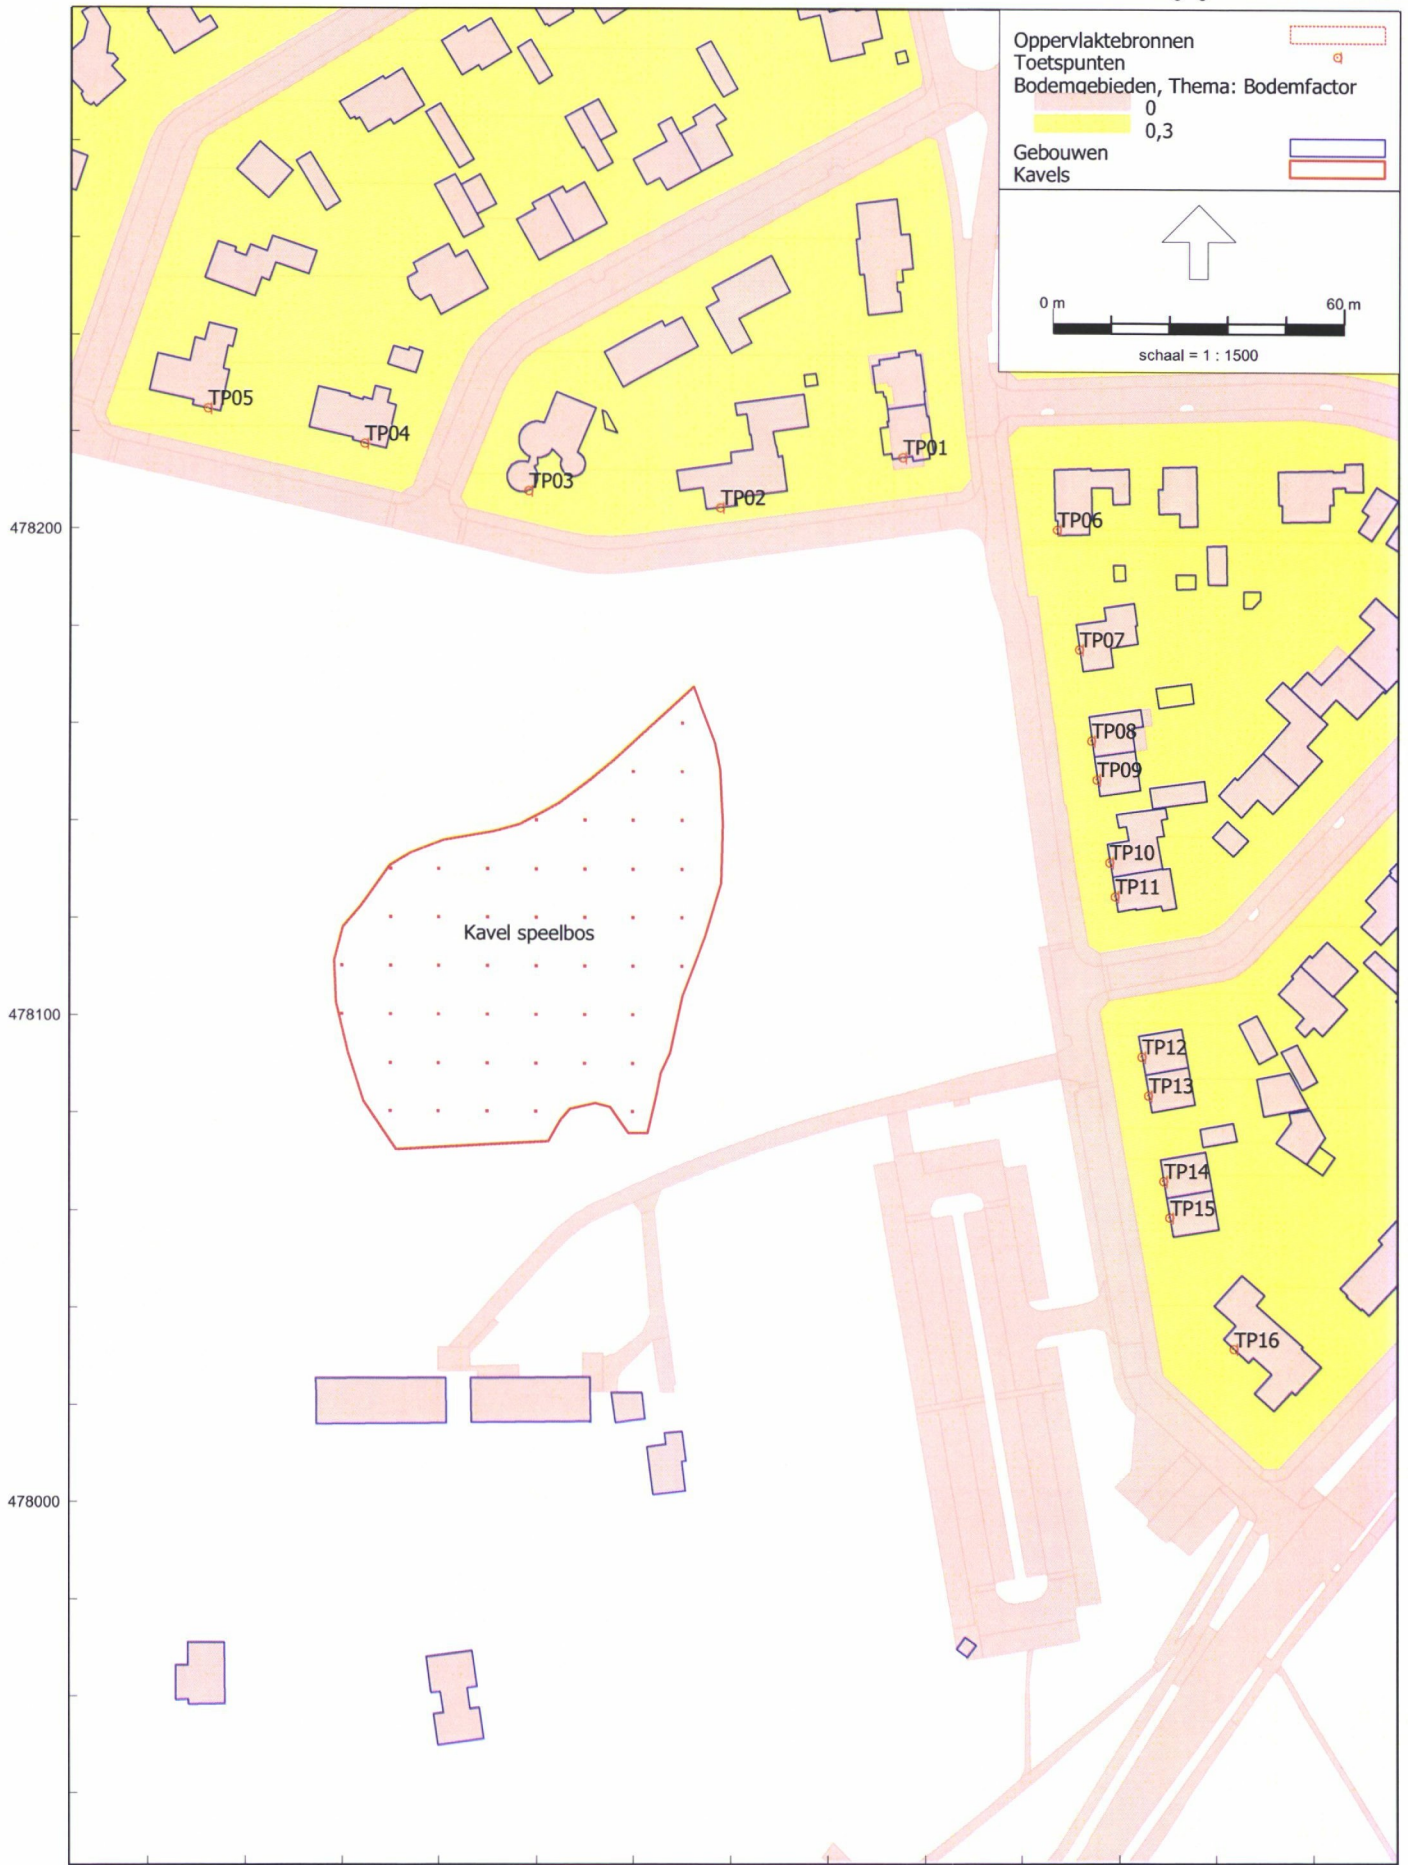 Oppervlaktebronnen
Toetspunten
Bodemgebieden, Thema: Bodemfactor
0
0,3
Gebouwen
Kavels
0 m 60 m
schaal = 1 : 1500
TP05
TP04
TP03
TP02
TP01
478200
TP06
TP07
TP08
TP09
TP10
TP11
Kavel speelbos
478100
TP12
TP13
TP14
TP15
TP16
478000